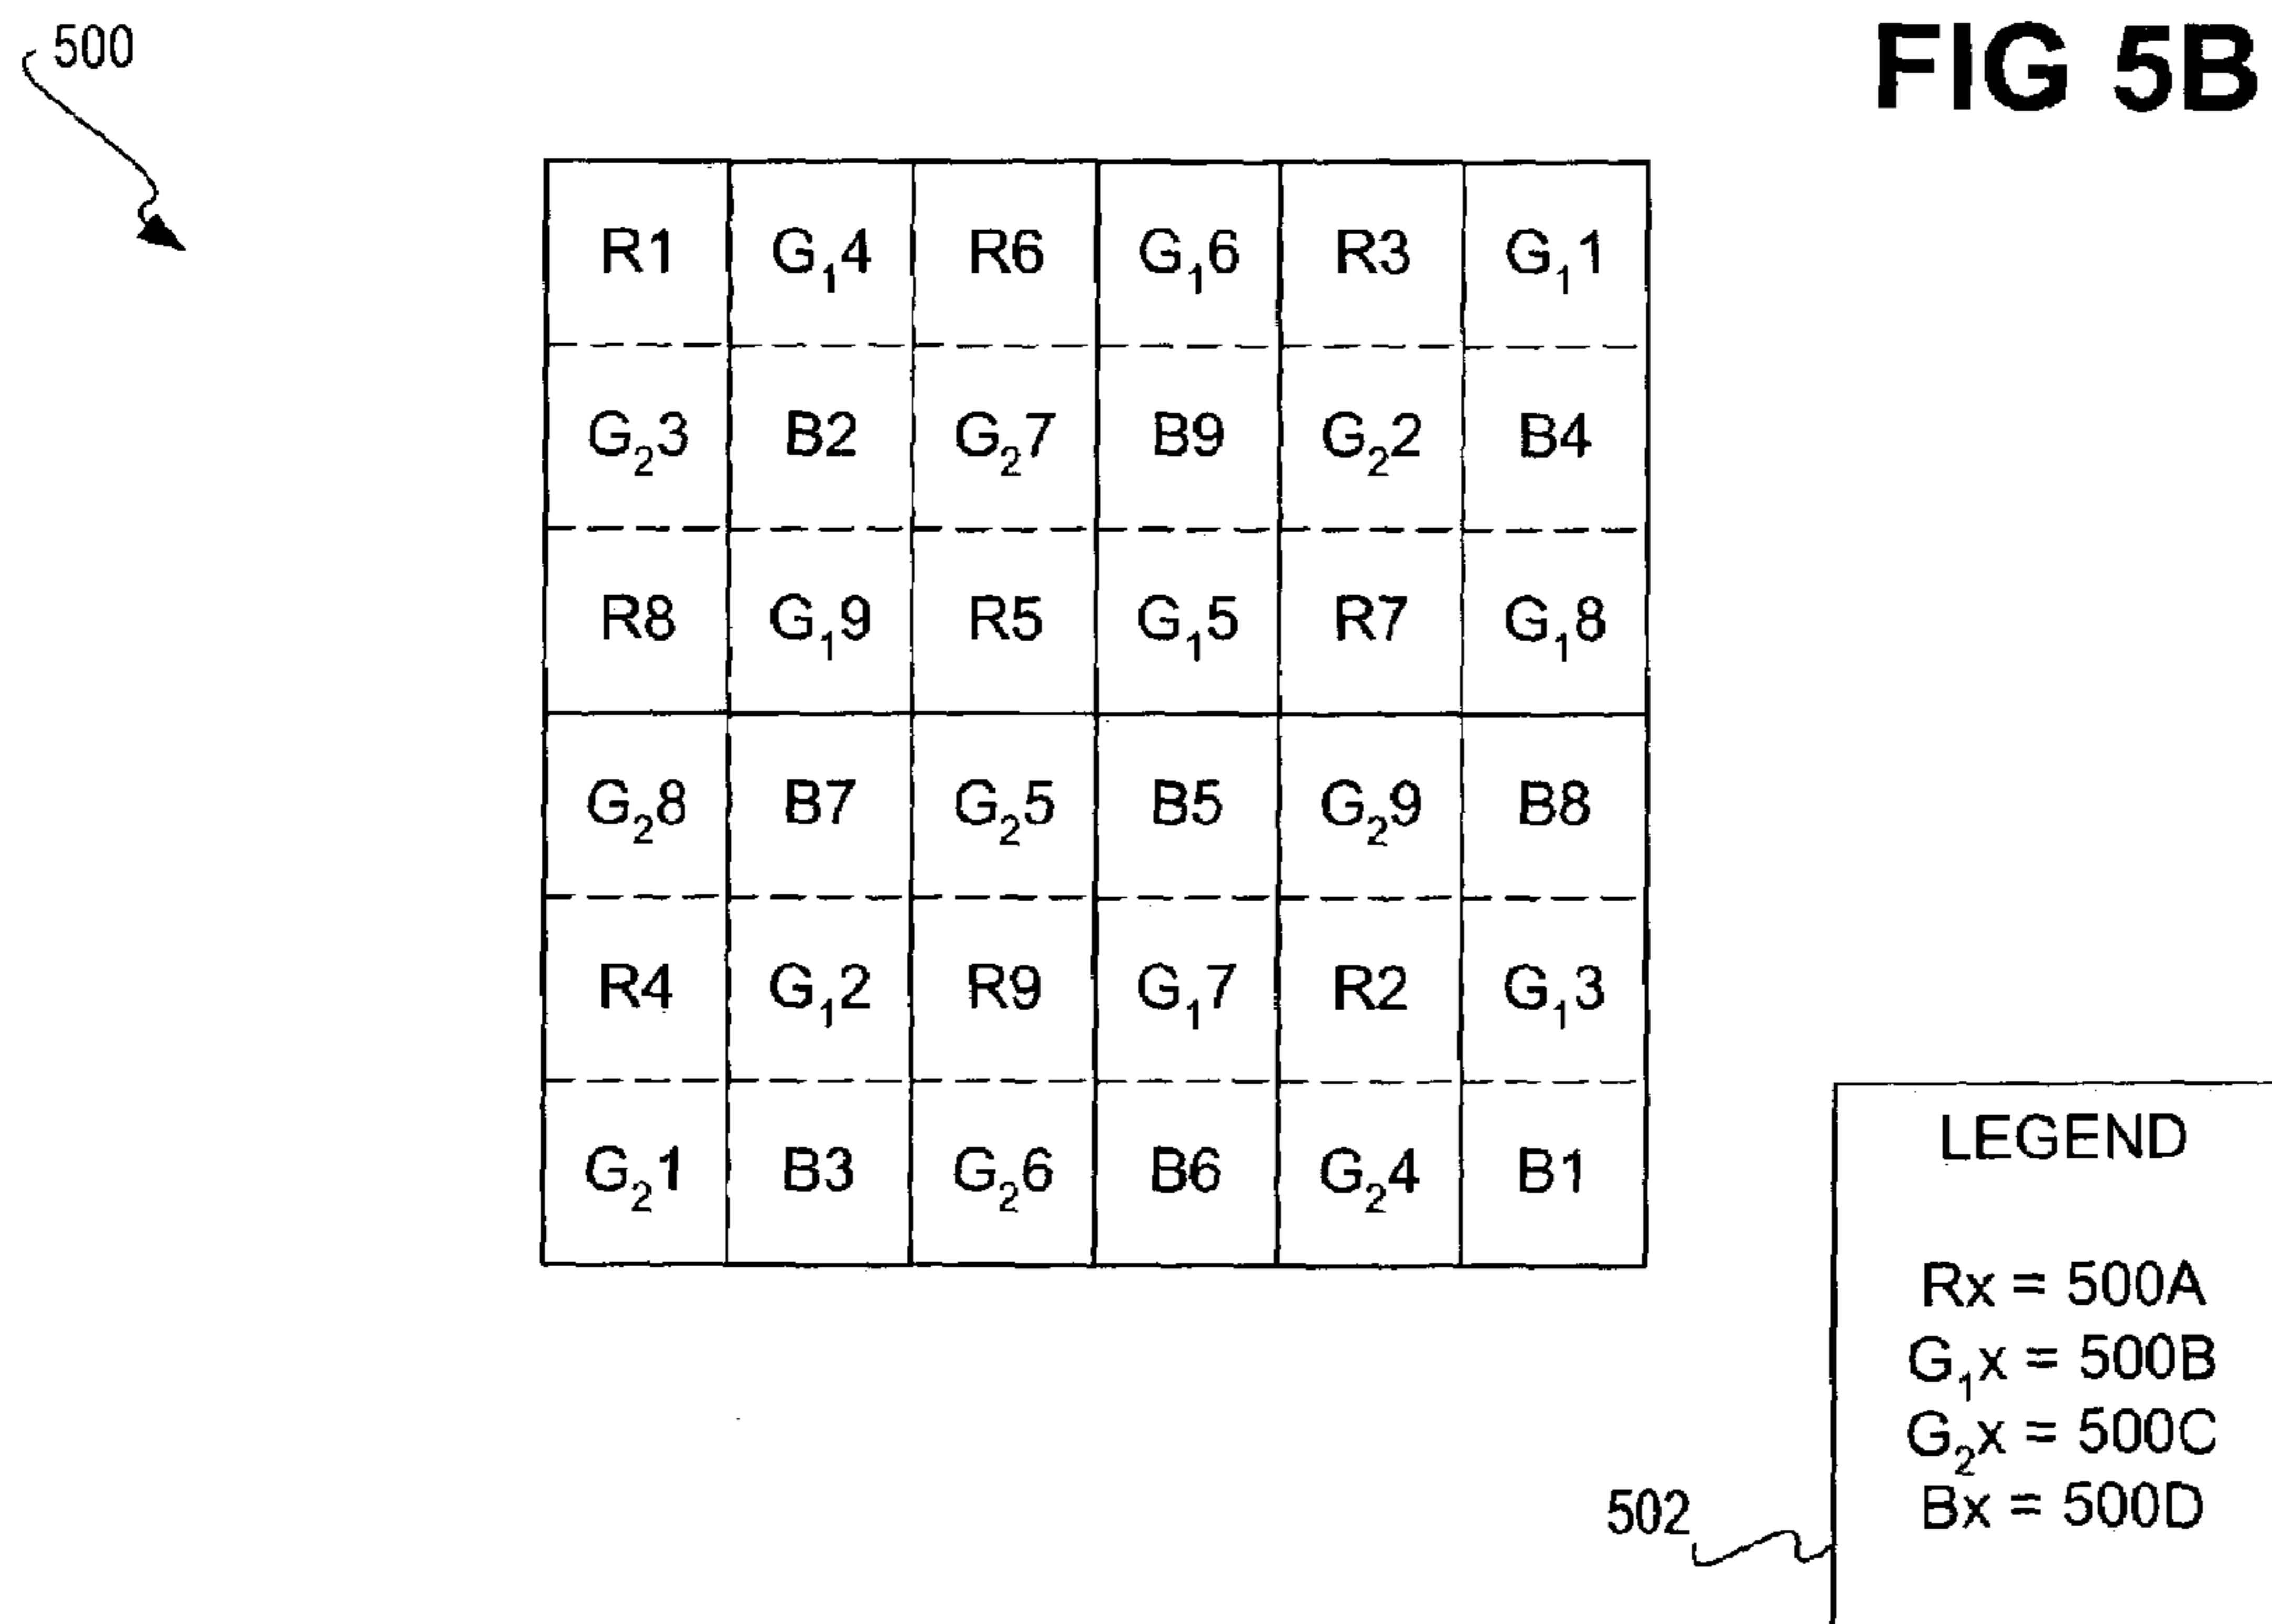 500
FIG 5B
R1 G₁4 R6 G₁6 R3 G₁1
G₂3 B2 G₂7 B9 G₂2 B4
R8 G₁9 R5 G₁5 R7 G₁8
G₂8 B7 G₂5 B5 G₂9 B8
R4 G₁2 R9 G₁7 R2 G₁3
G₂1 B3 G₂6 B6 G₂4 B1
LEGEND
Rx = 500A
G₁x = 500B
G₂x = 500C
Bx = 500D
502